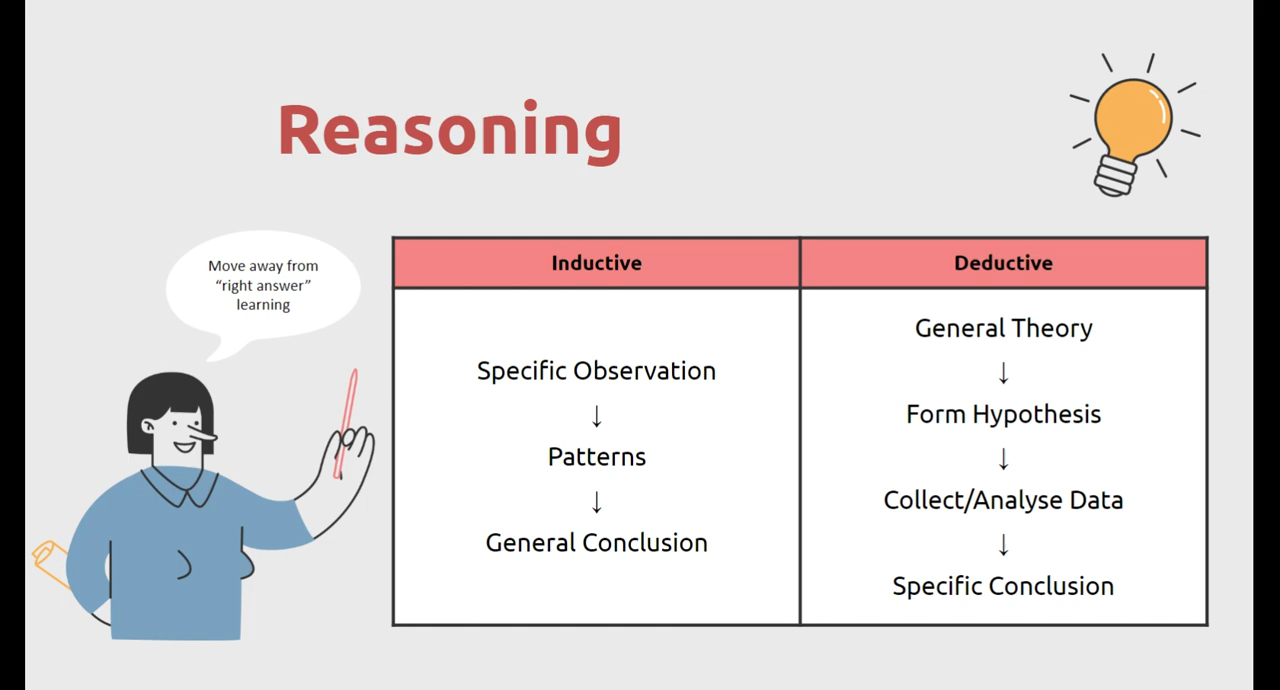 Reasoning
Move away from
“right answer”
learning
Inductive
Deductive
Specific Observation
↓
Patterns
↓
General Conclusion
General Theory
↓
Form Hypothesis
↓
Collect/Analyse Data
↓
Specific Conclusion